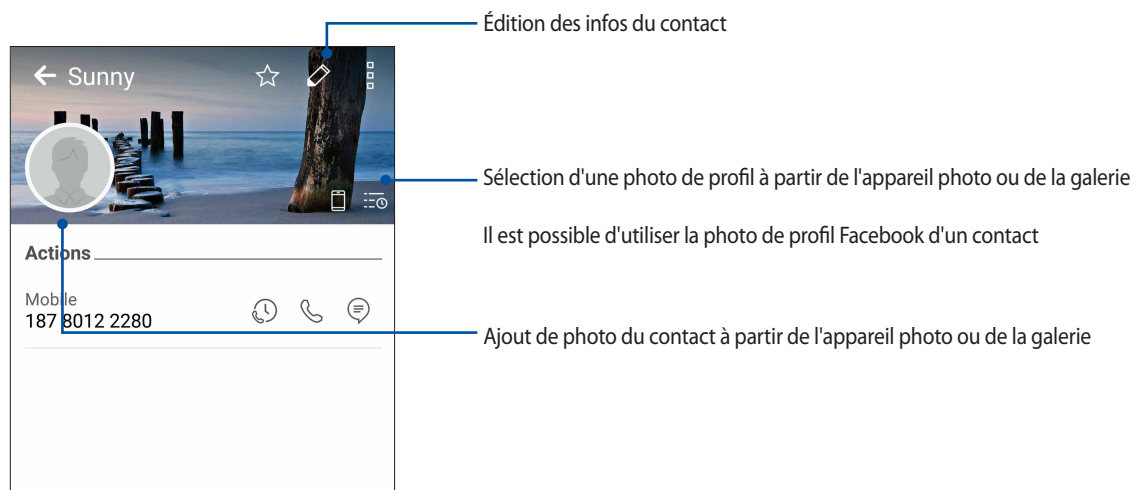 Édition des infos du contact
Sunny
Sélection d'une photo de profil à partir de l'appareil photo ou de la galerie
Il est possible d'utiliser la photo de profil Facebook d'un contact
Actions
Mobile
187 8012 2280
Ajout de photo du contact à partir de l'appareil photo ou de la galerie